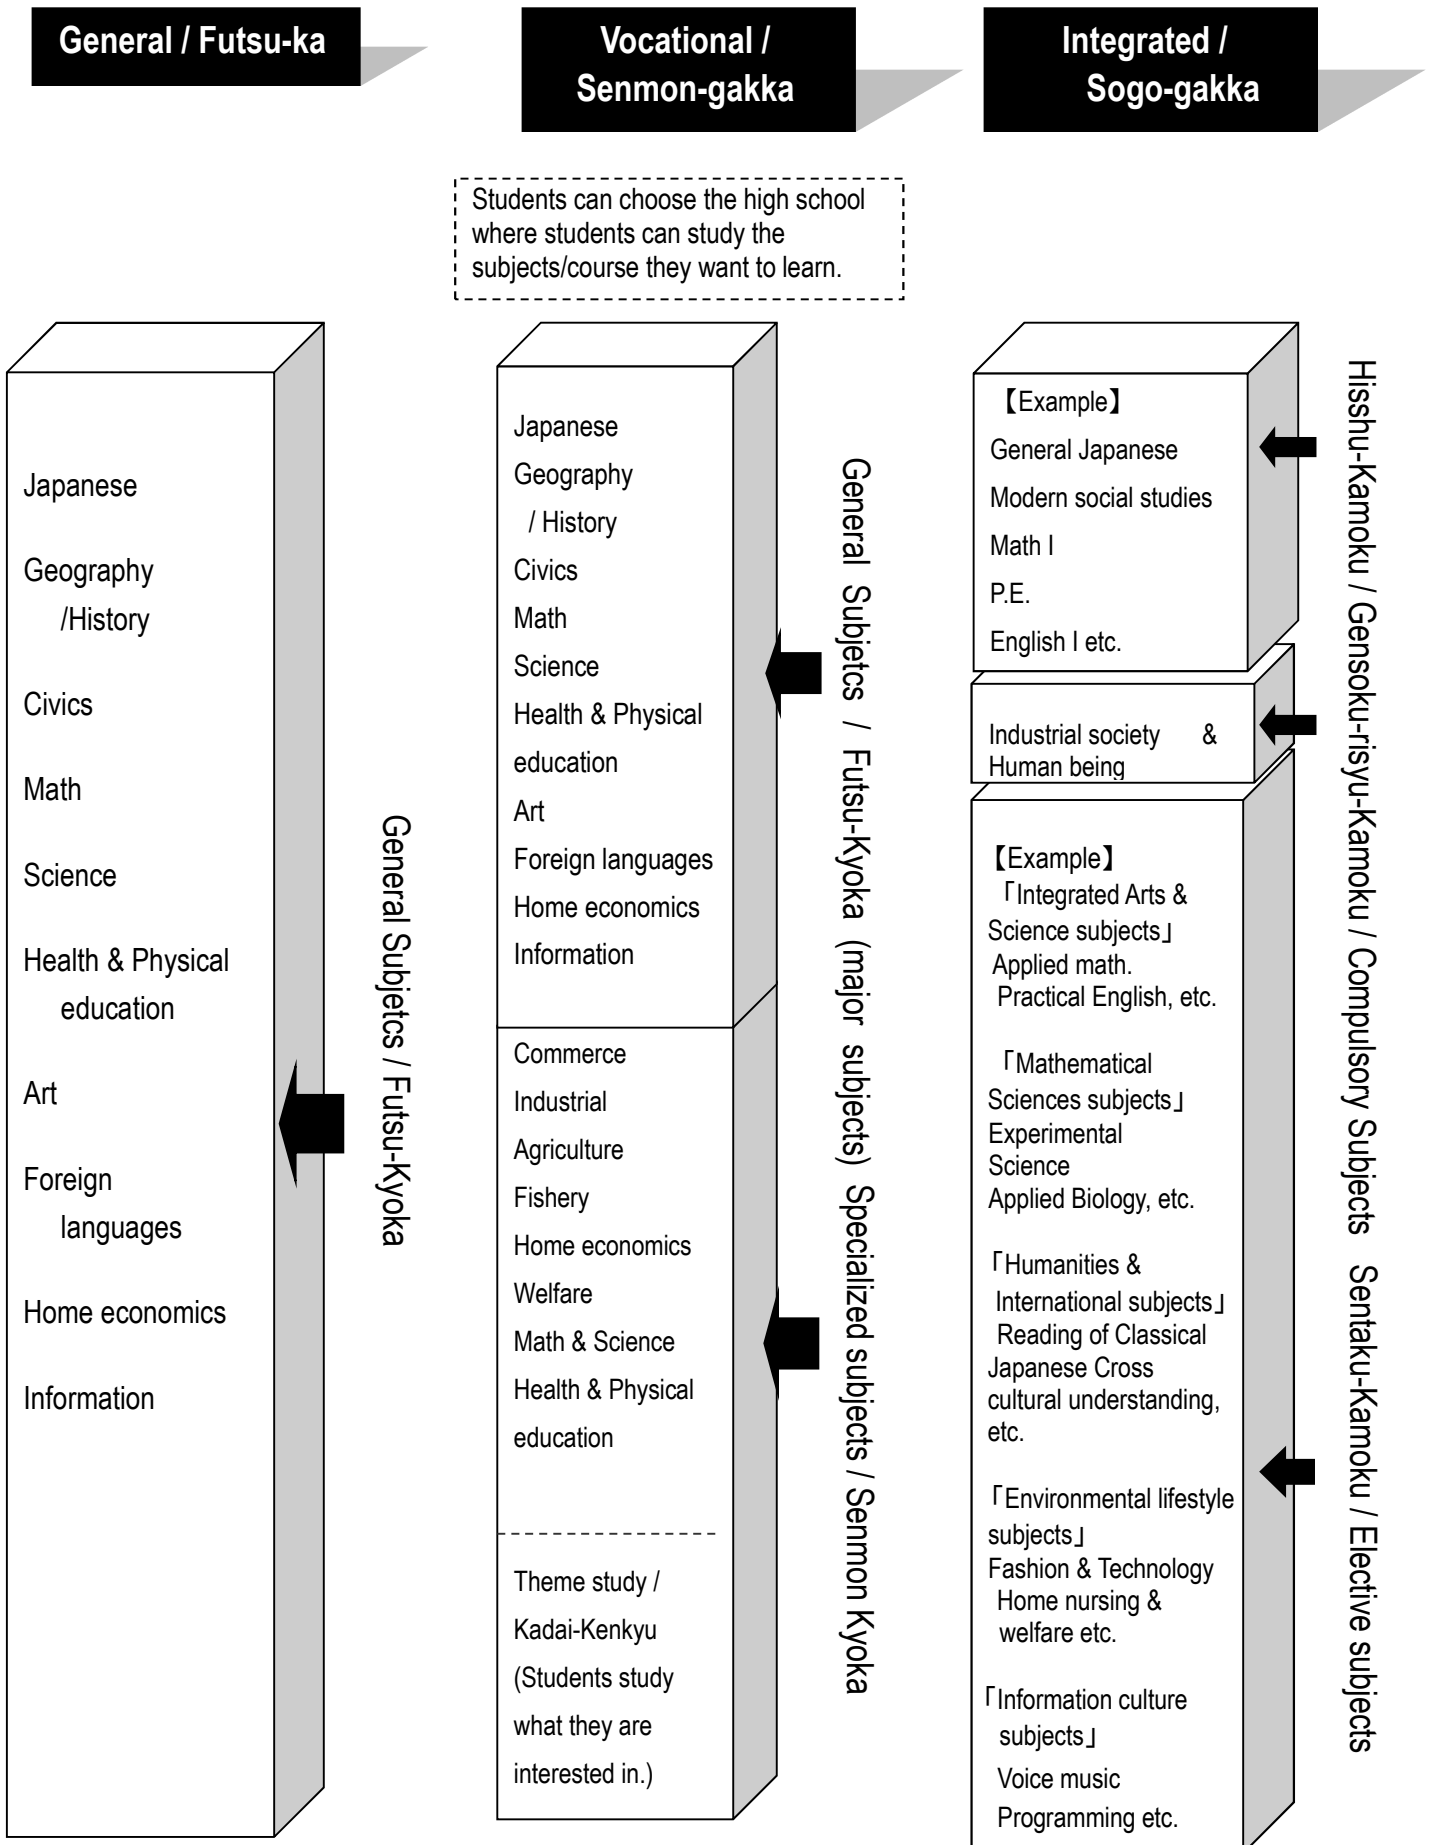 General / Futsu-ka
Vocational /
Senmon-gakka
Integrated /
Sogo-gakka
Students can choose the high school
where students can study the
subjects/course they want to learn.
Japanese
Geography
/History
Civics
Math
Science
Health & Physical
education
Art
Foreign
languages
Home economics
Information
General Subjetcs / Futsu-Kyoka
Japanese
Geography
/ History
Civics
Math
Science
Health & Physical
education
Art
Foreign languages
Home economics
Information
Commerce
Industrial
Agriculture
Fishery
Home economics
Welfare
Math & Science
Health & Physical
education
Theme study /
Kadai-Kenkyu
(Students study
what they are
interested in.)
General Subjetcs / Futsu-Kyoka (major subjects) Specialized subjects / Senmon Kyoka
【Example】
General Japanese
Modern social studies
Math I
P.E.
English I etc.
Industrial society &
Human being
【Example】
「Integrated Arts &
Science subjects」
Applied math.
Practical English, etc.
「Mathematical
Sciences subjects」
Experimental
Science
Applied Biology, etc.
「Humanities &
International subjects」
Reading of Classical
Japanese Cross
cultural understanding,
etc.
「Environmental lifestyle
subjects」
Fashion & Technology
Home nursing &
welfare etc.
「Information culture
subjects」
Voice music
Programming etc.
Hisshu-Kamoku / Gensoku-risyu-Kamoku / Compulsory Subjects Sentaku-Kamoku / Elective subjects